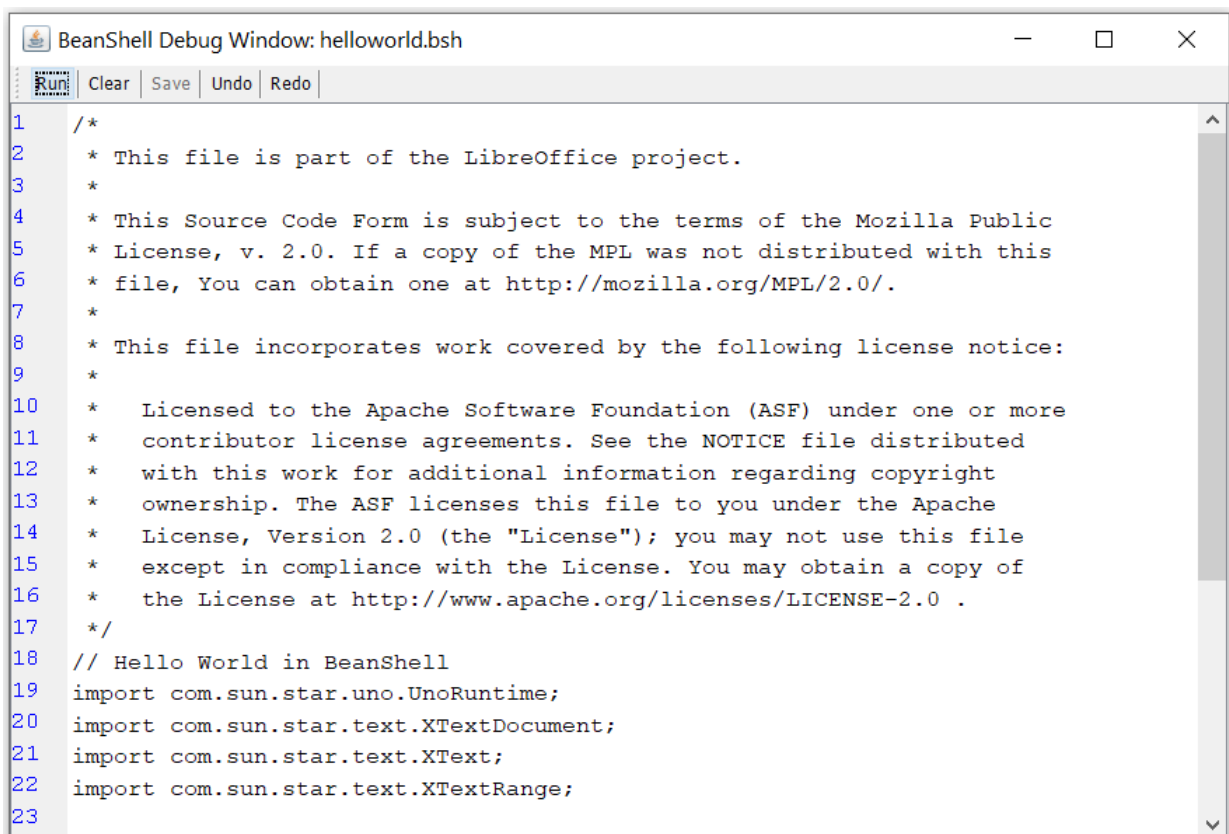 BeanShell Debug Window: helloworld.bsh
Run Clear Save Undo Redo
1 /*
2  * This file is part of the LibreOffice project.
3  *
4  * This Source Code Form is subject to the terms of the Mozilla Public
5  * License, v. 2.0. If a copy of the MPL was not distributed with this
6  * file, You can obtain one at http://mozilla.org/MPL/2.0/.
7  *
8  * This file incorporates work covered by the following license notice:
9  *
10  *   Licensed to the Apache Software Foundation (ASF) under one or more
11  *   contributor license agreements. See the NOTICE file distributed
12  *   with this work for additional information regarding copyright
13  *   ownership. The ASF licenses this file to you under the Apache
14  *   License, Version 2.0 (the "License"); you may not use this file
15  *   except in compliance with the License. You may obtain a copy of
16  *   the License at http://www.apache.org/licenses/LICENSE-2.0 .
17  */
18 // Hello World in BeanShell
19 import com.sun.star.uno.UnoRuntime;
20 import com.sun.star.text.XTextDocument;
21 import com.sun.star.text.XText;
22 import com.sun.star.text.XTextRange;
23